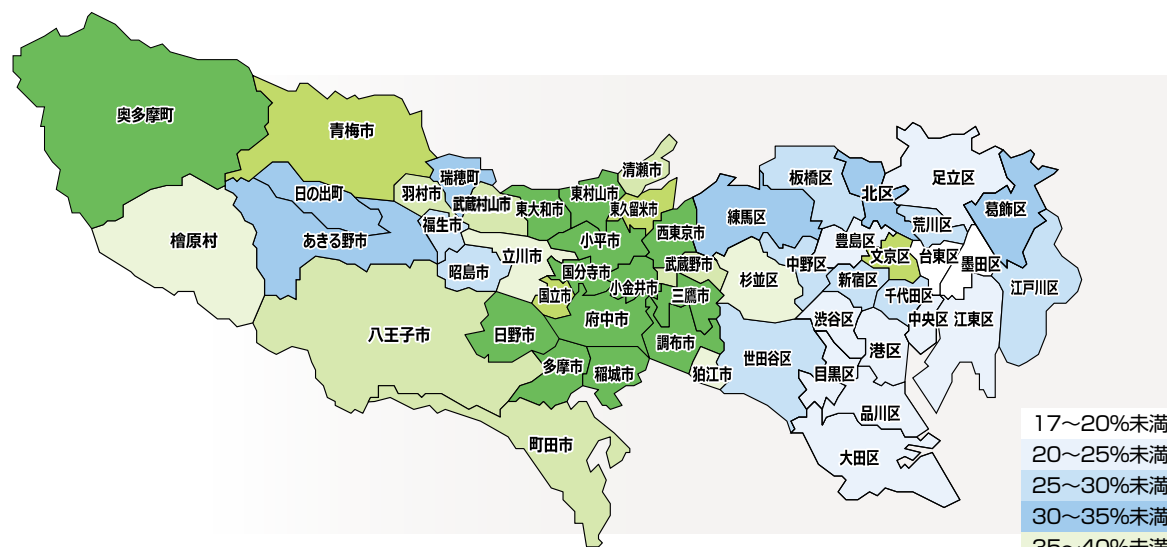 奥多摩町
青梅市
日の出町
檜原村
あきる野市
瑞穂町
羽村市
武蔵村山市
福生市
昭島市
八王子市
立川市
東大和市
東村山市
清瀬市
東久留米市
小平市
西東京市
国分寺市
小金井市
武蔵野市
三鷹市
国立市
府中市
日野市
調布市
多摩市
稲城市
狛江市
町田市
板橋区
北区
足立区
葛飾区
練馬区
荒川区
豊島区
文京区
台東区
墨田区
江戸川区
杉並区
中野区
新宿区
千代田区
渋谷区
中央区
江東区
世田谷区
目黒区
港区
品川区
大田区
17〜20%未満
20〜25%未満
25〜30%未満
30〜35%未満
35〜40%未満